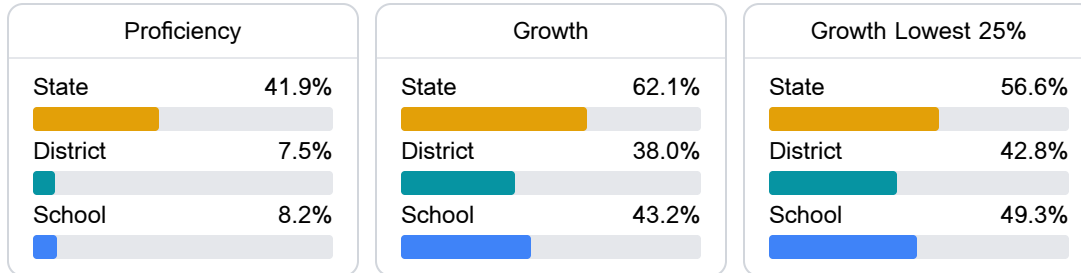 Proficiency
State 41.9%
District 7.5%
School 8.2%
Growth
State 62.1%
District 38.0%
School 43.2%
Growth Lowest 25%
State 56.6%
District 42.8%
School 49.3%